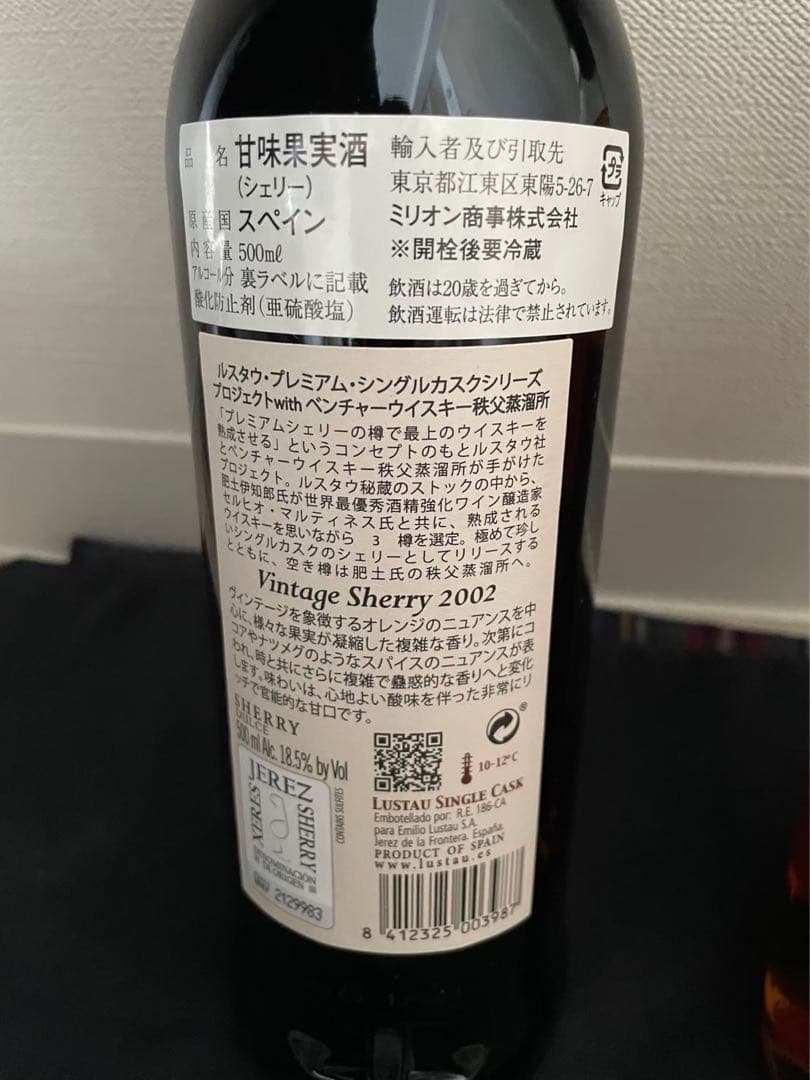 品名 甘味果実酒
(シェリー)
原産国 スペイン
内容量 500㎖
アルコール分 裏ラベルに記載
酸化防止剤(亜硫酸塩)
輸入者及び引取先
東京都江東区東陽5-26-7
ミリオン商事株式会社
※開栓後要冷蔵
飲酒は20歳を過ぎてから。
飲酒運転は法律で禁止されています。
プラ
キャップ
ルスタウ・プレミアム・シングルカスクシリーズ
プロジェクトwith ベンチャーウイスキー秩父蒸溜所
「プレミアムシェリーの樽で最上のウイスキーを
熟成させる」というコンセプトのもとルスタウ社
とベンチャーウイスキー秩父蒸溜所が手がけた
プロジェクト。ルスタウ秘蔵のストックの中から、
肥土伊知郎氏が世界最優秀酒精強化ワイン醸造家
セルヒオ・マルティネス氏と共に、熟成される
ウイスキーを思いながら 3 樽を選定。極めて珍し
いシングルカスクのシェリーとしてリリースする
とともに、空き樽は肥土氏の秩父蒸溜所へ。
Vintage Sherry 2002
ヴィンテージを象徴するオレンジのニュアンスを中
心に、様々な果実が凝縮した複雑な香り。次第にコ
コアやナツメグのようなスパイスのニュアンスが表
われ、時と共にさらに複雑で蠱惑的な香りへと変化
します。味わいは、心地よい酸味を伴った非常にリ
ッチで官能的な甘口です。
SHERRY
DULCE
500 ml Alc. 18.5% by Vol
JEREZ
XERES
SHERRY
DENOMINACIÓN
DE ORIGEN
2129983
CONTAINS SULFITES
®
10-12°C
LUSTAU SINGLE CASK
Embotellado por: R.E. 186-CA
para Emilio Lustau S.A.
Jerez de la Frontera. España.
PRODUCT OF SPAIN
www.lustau.es
8 412325 003987